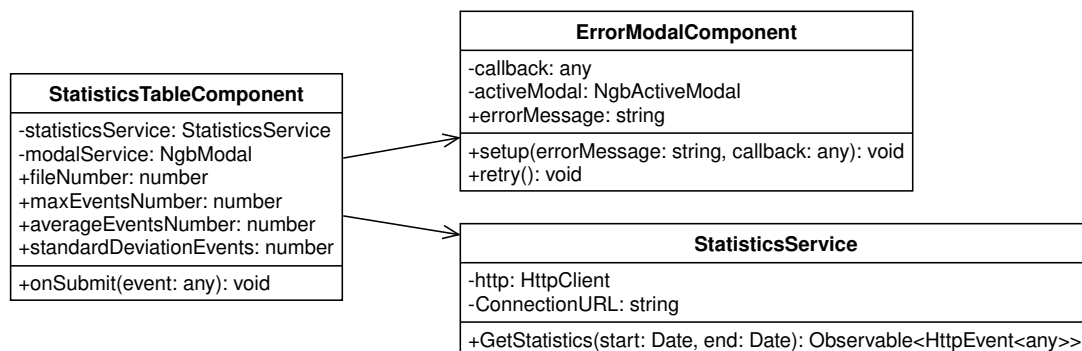 StatisticsTableComponent
-statisticsService: StatisticsService
-modalService: NgbModal
+fileNumber: number
+maxEventsNumber: number
+averageEventsNumber: number
+standardDeviationEvents: number
+onSubmit(event: any): void
ErrorModalComponent
-callback: any
-activeModal: NgbActiveModal
+errorMessage: string
+setup(errorMessage: string, callback: any): void
+retry(): void
StatisticsService
-http: HttpClient
-ConnectionURL: string
+GetStatistics(start: Date, end: Date): Observable<HttpEvent<any>>